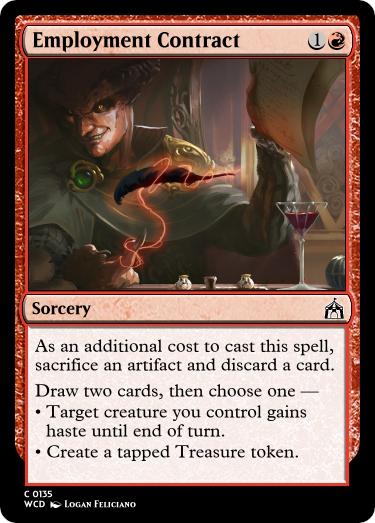 Employment Contract 1
Sorcery
As an additional cost to cast this spell,
sacrifice an artifact and discard a card.
Draw two cards, then choose one —
• Target creature you control gains
haste until end of turn.
• Create a tapped Treasure token.
C 0135
WCD Logan Feliciano